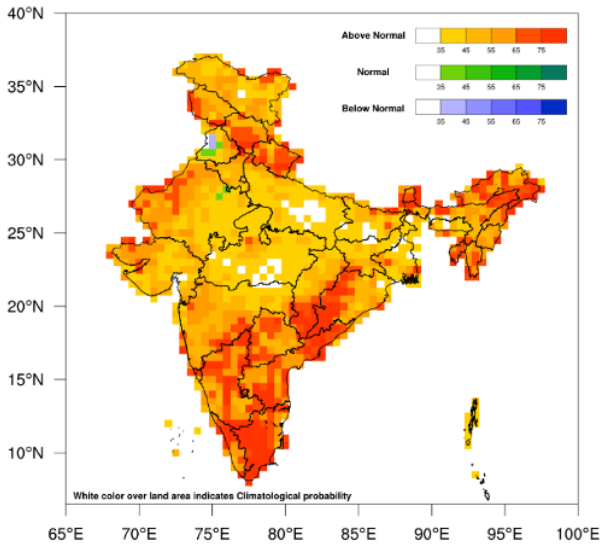 40°N
Above Normal
35 45 55 65 75
35°N
Normal
35 45 55 65 75
Below Normal
35 45 55 65 75
30°N
25°N
20°N
15°N
10°N
White color over land area indicates Climatological probability
65°E 70°E 75°E 80°E 85°E 90°E 95°E 100°E